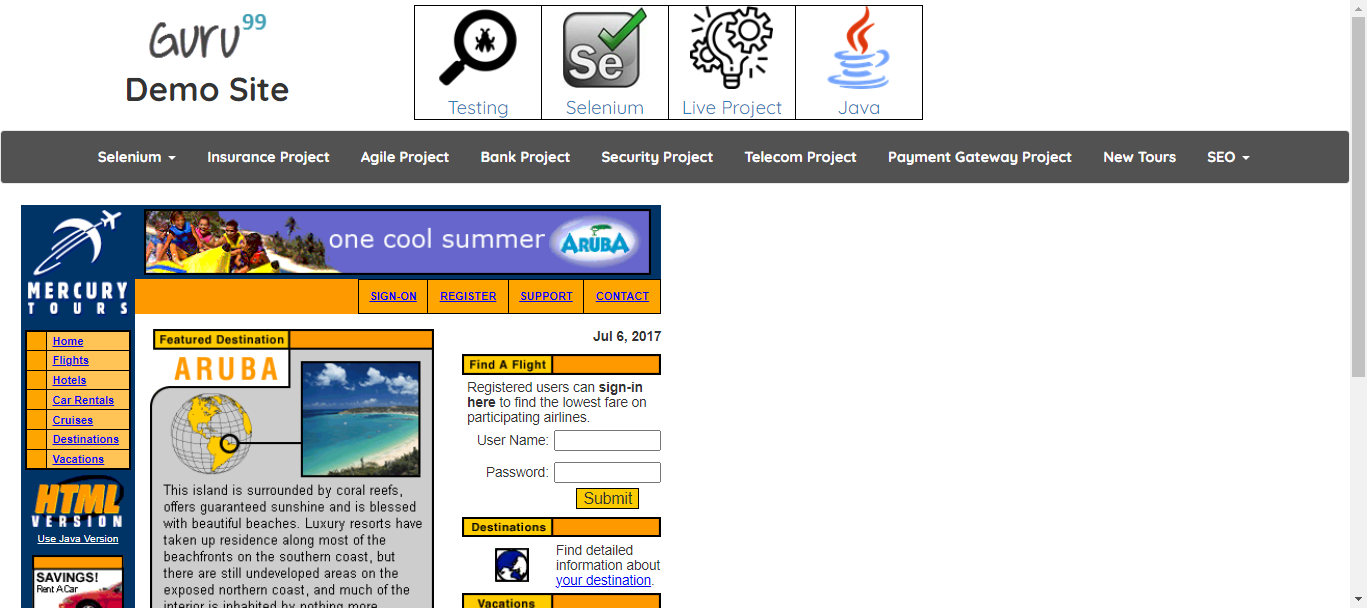 Guru99
Demo Site
Testing
Selenium
Live Project
Java
Selenium
Insurance Project
Agile Project
Bank Project
Security Project
Telecom Project
Payment Gateway Project
New Tours
SEO
MERCURY
TOURS
one cool summer
ARUBA
SIGN-ON
REGISTER
SUPPORT
CONTACT
Home
Flights
Hotels
Car Rentals
Cruises
Destinations
Vacations
HTML
VERSION
Use Java Version
SAVINGS!
Rent A Car
Featured Destination
ARUBA
This island is surrounded by coral reefs,
offers guaranteed sunshine and is blessed
with beautiful beaches. Luxury resorts have
taken up residence along most of the
beachfronts on the southern coast, but
there are still undeveloped areas on the
exposed northern coast, and much of the
interior is inhabited by nothing more
Jul 6, 2017
Find A Flight
Registered users can sign-in
here to find the lowest fare on
participating airlines.
User Name:
Password:
Submit
Destinations
Find detailed
information about
your destination.
Vacations